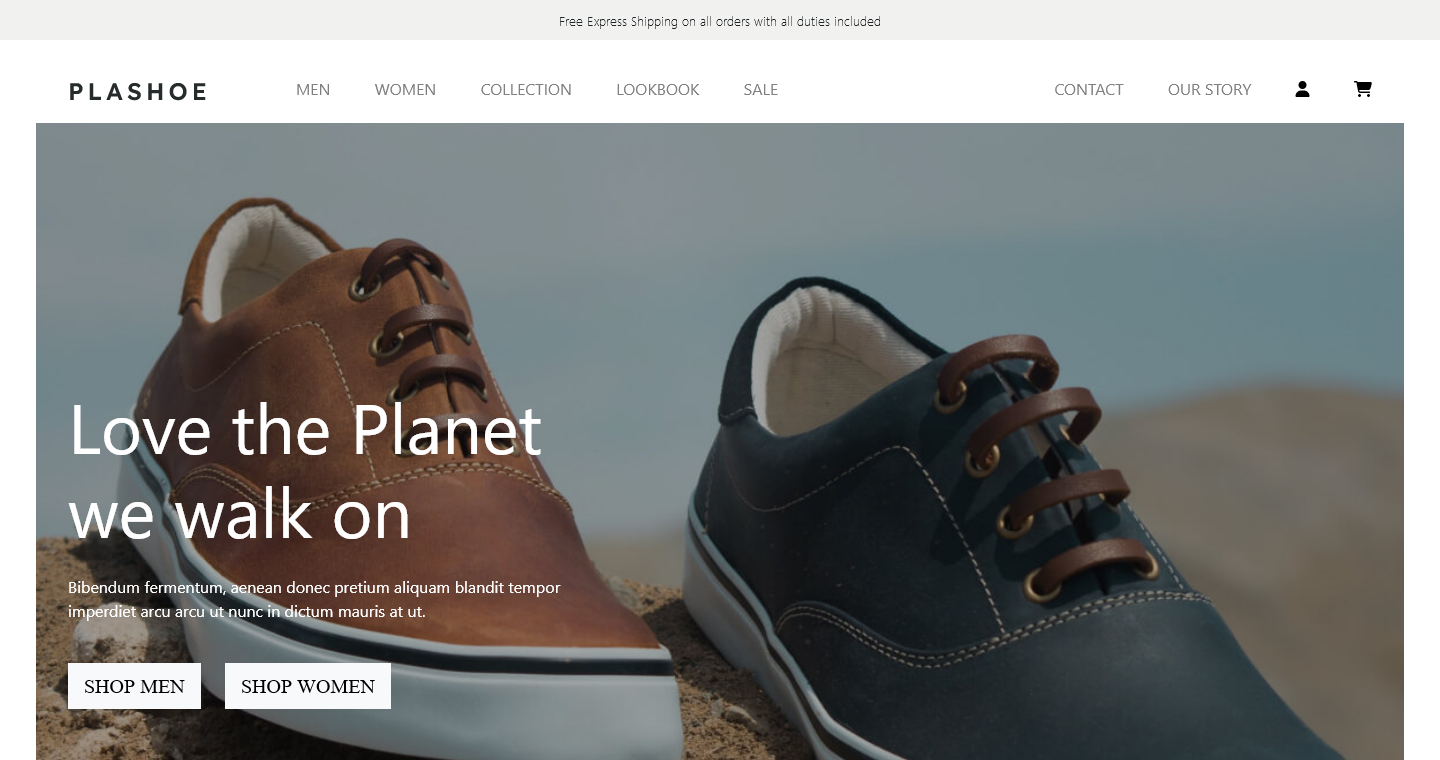 Free Express Shipping on all orders with all duties included
PLASHOE MEN WOMEN COLLECTION LOOKBOOK SALE CONTACT OUR STORY
Love the Planet
we walk on
Bibendum fermentum, aenean donec pretium aliquam blandit tempor
imperdiet arcu arcu ut nunc in dictum mauris at ut.
SHOP MEN SHOP WOMEN